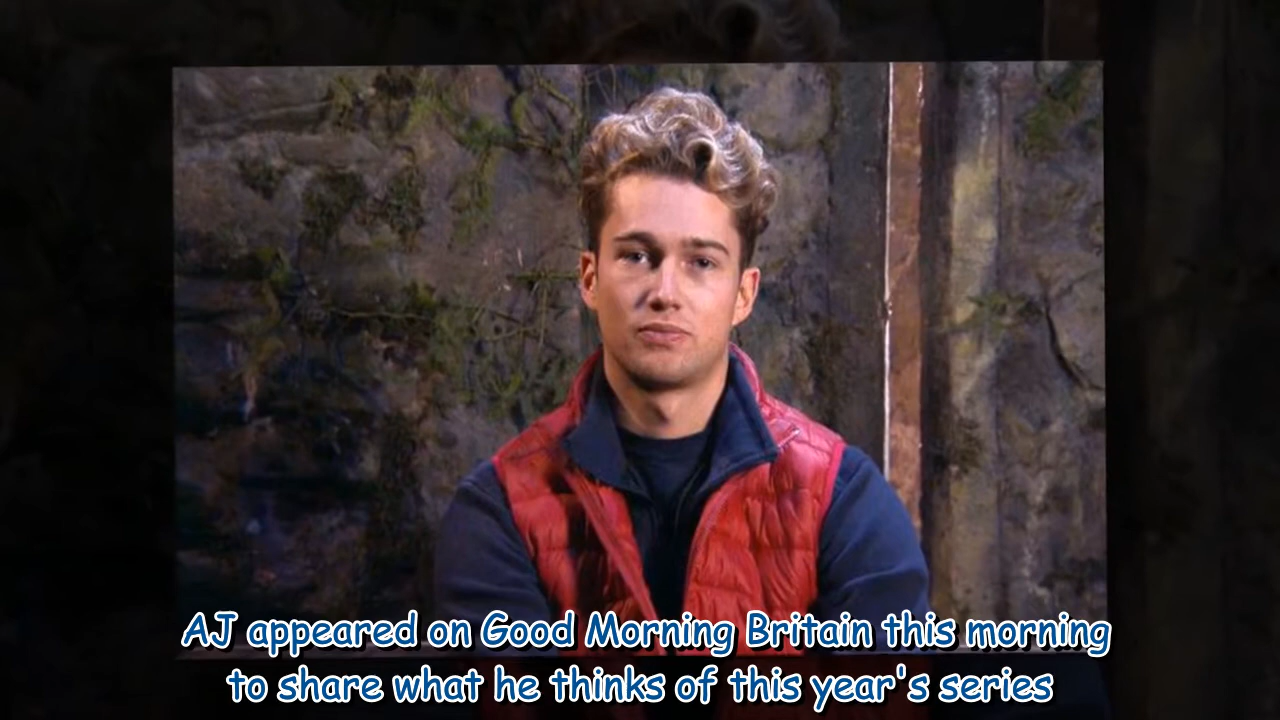 AJ appeared on Good Morning Britain this morning
to share what he thinks of this year's series